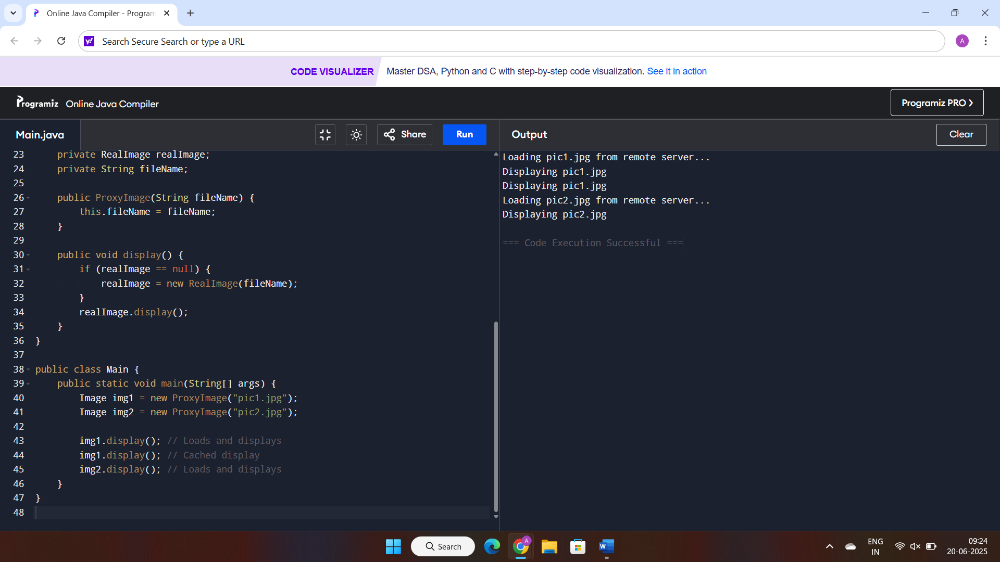 Online Java Compiler - Program
Search Secure Search or type a URL
A
CODE VISUALIZER
Master DSA, Python and C with step-by-step code visualization. See it in action
Programiz Online Java Compiler
Programiz PRO
Main.java
Share
Run
Output
Clear
23     private RealImage realImage;
24     private String fileName;
25
26     public ProxyImage(String fileName) {
27         this.fileName = fileName;
28     }
29
30     public void display() {
31         if (realImage == null) {
32             realImage = new RealImage(fileName);
33         }
34         realImage.display();
35     }
36 }
37
38 public class Main {
39     public static void main(String[] args) {
40         Image img1 = new ProxyImage("pic1.jpg");
41         Image img2 = new ProxyImage("pic2.jpg");
42
43         img1.display(); // Loads and displays
44         img1.display(); // Cached display
45         img2.display(); // Loads and displays
46     }
47 }
48
Loading pic1.jpg from remote server...
Displaying pic1.jpg
Displaying pic1.jpg
Loading pic2.jpg from remote server...
Displaying pic2.jpg
=== Code Execution Successful ===
Search
A
W
ENG
IN
09:24
20-06-2025